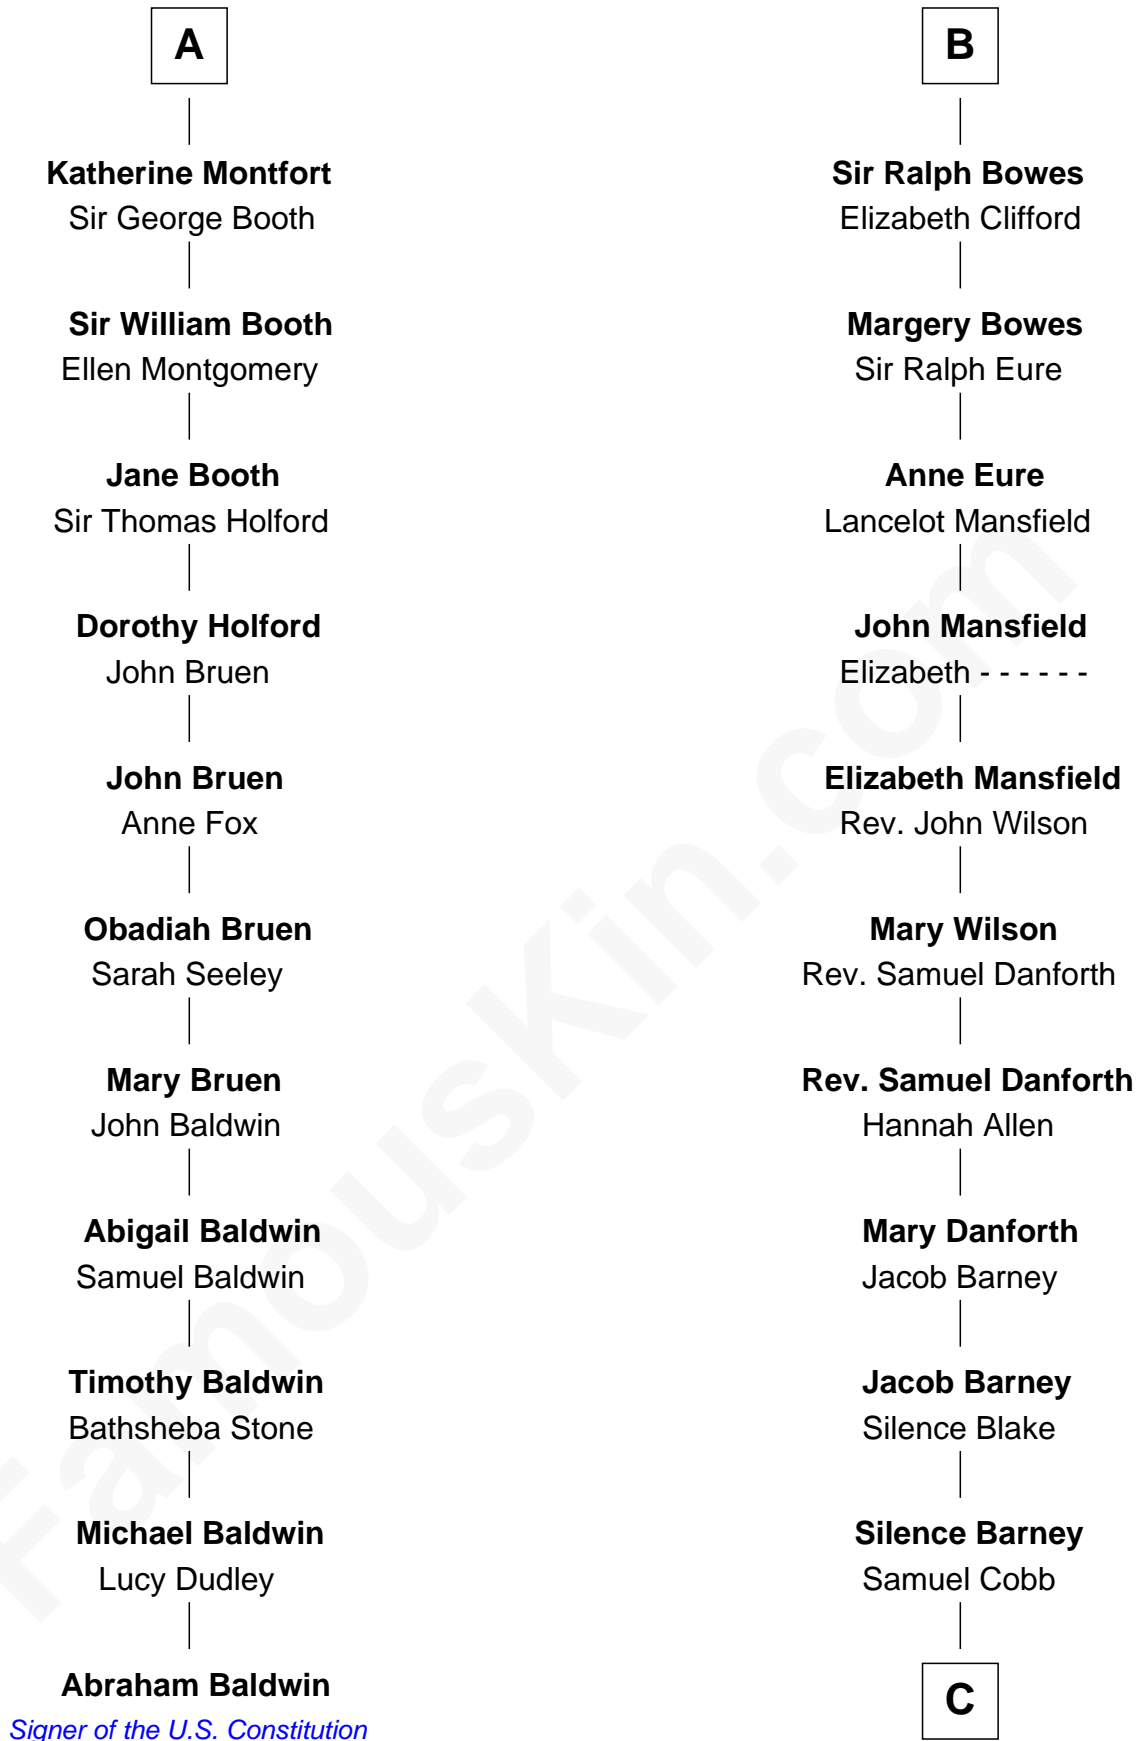 A
Katherine Montfort
Sir George Booth
Sir William Booth
Ellen Montgomery
Jane Booth
Sir Thomas Holford
Dorothy Holford
John Bruen
John Bruen
Anne Fox
Obadiah Bruen
Sarah Seeley
Mary Bruen
John Baldwin
Abigail Baldwin
Samuel Baldwin
Timothy Baldwin
Bathsheba Stone
Michael Baldwin
Lucy Dudley
Abraham Baldwin
Signer of the U.S. Constitution
B
Sir Ralph Bowes
Elizabeth Clifford
Margery Bowes
Sir Ralph Eure
Anne Eure
Lancelot Mansfield
John Mansfield
Elizabeth - - - - - -
Elizabeth Mansfield
Rev. John Wilson
Mary Wilson
Rev. Samuel Danforth
Rev. Samuel Danforth
Hannah Allen
Mary Danforth
Jacob Barney
Jacob Barney
Silence Blake
Silence Barney
Samuel Cobb
C
FamousKin.com